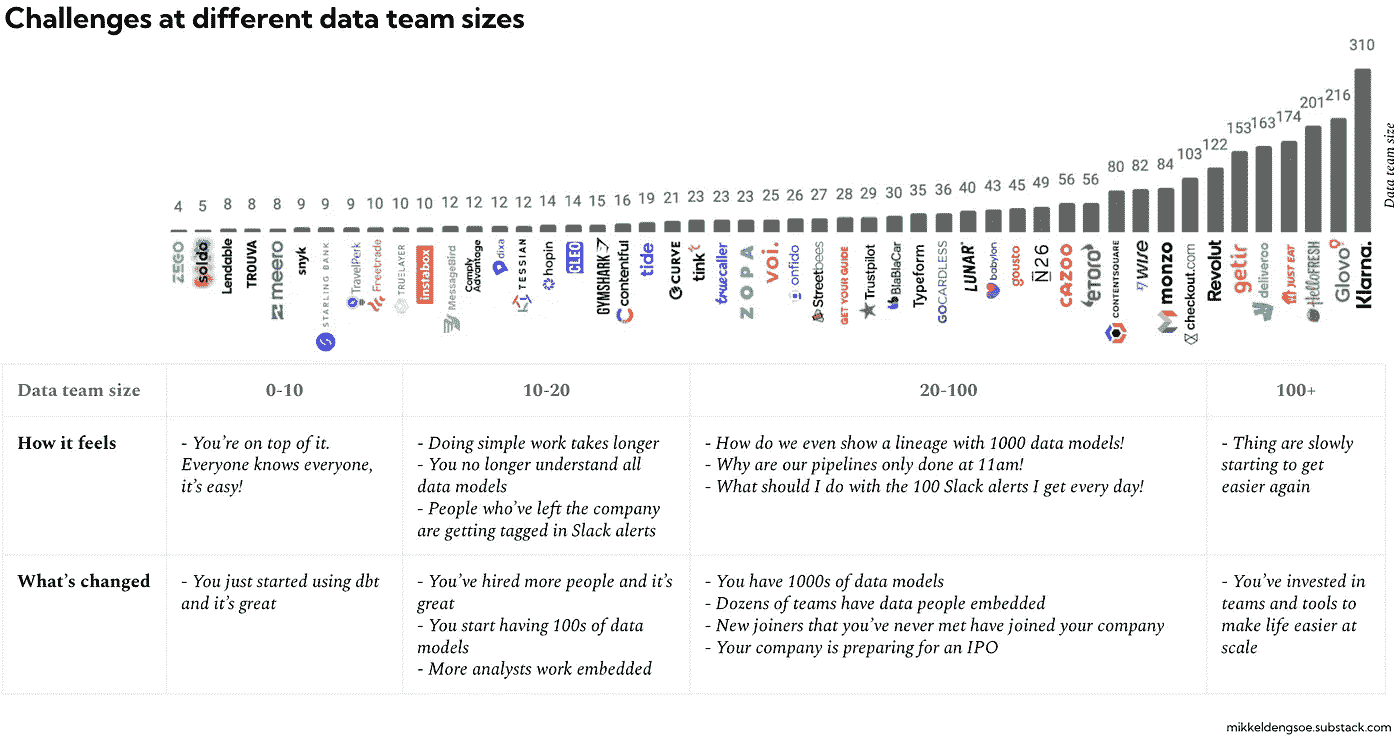 Challenges at different data team sizes
310
201 216
153 163 174
122
103
80 82 84
56 56
4 5 8 8 8 9 9 9 10 10 10 12 12 12 12 14 14 15 16 19 21 23 23 23 25 26 27 28 29 30 35 36 40 43 45 49
Data team size
ZEGO
soldo
Lendable
TROUVA
meero
snyk
STARLING BANK
TravelPerk
Freetrade
TRUELAYER
instabox
MessageBird
Comply
Advantage
dixa
TESSIAN
hopin
CLEO
GYMSHARK
contentful
tide
CURVE
tink
truecaller
ZOPA
voi.
onfido
Streetbees
GET YOUR GUIDE
Trustpilot
BlaBlaCar
Typeform
GOCARDLESS
LUNAR
babylon
gousto
N26
cazoo
eToro
CONTENTSQUARE
7WIRE
monzo
checkout.com
Revolut
getir
deliveroo
JUST EAT
HelloFRESH
Glovo
Klarna.
Data team size
0-10
10-20
20-100
100+
How it feels
- You're on top of it.
Everyone knows everyone,
it's easy!
- Doing simple work takes longer
- You no longer understand all
data models
- People who've left the company
are getting tagged in Slack alerts
- How do we even show a lineage with 1000 data models!
- Why are our pipelines only done at 11am!
- What should I do with the 100 Slack alerts I get every day!
- Thing are slowly
starting to get
easier again
What's changed
- You just started using dbt
and it's great
- You've hired more people and it's
great
- You start having 100s of data
models
- More analysts work embedded
- You have 1000s of data models
- Dozens of teams have data people embedded
- New joiners that you've never met have joined your company
- Your company is preparing for an IPO
- You've invested in
teams and tools to
make life easier at
scale
mikkeldengsoe.substack.com